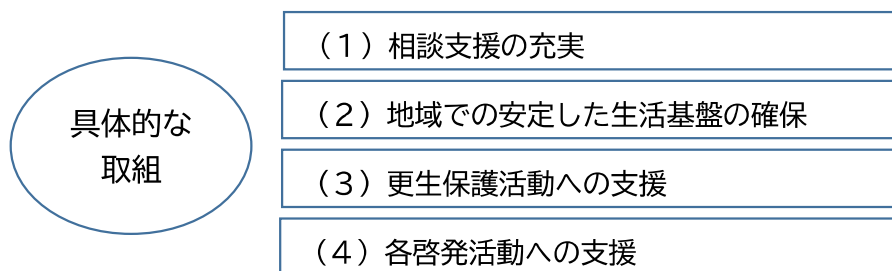 具体的な
取組
（１）相談支援の充実
（２）地域での安定した生活基盤の確保
（３）更生保護活動への支援
（４）各啓発活動への支援